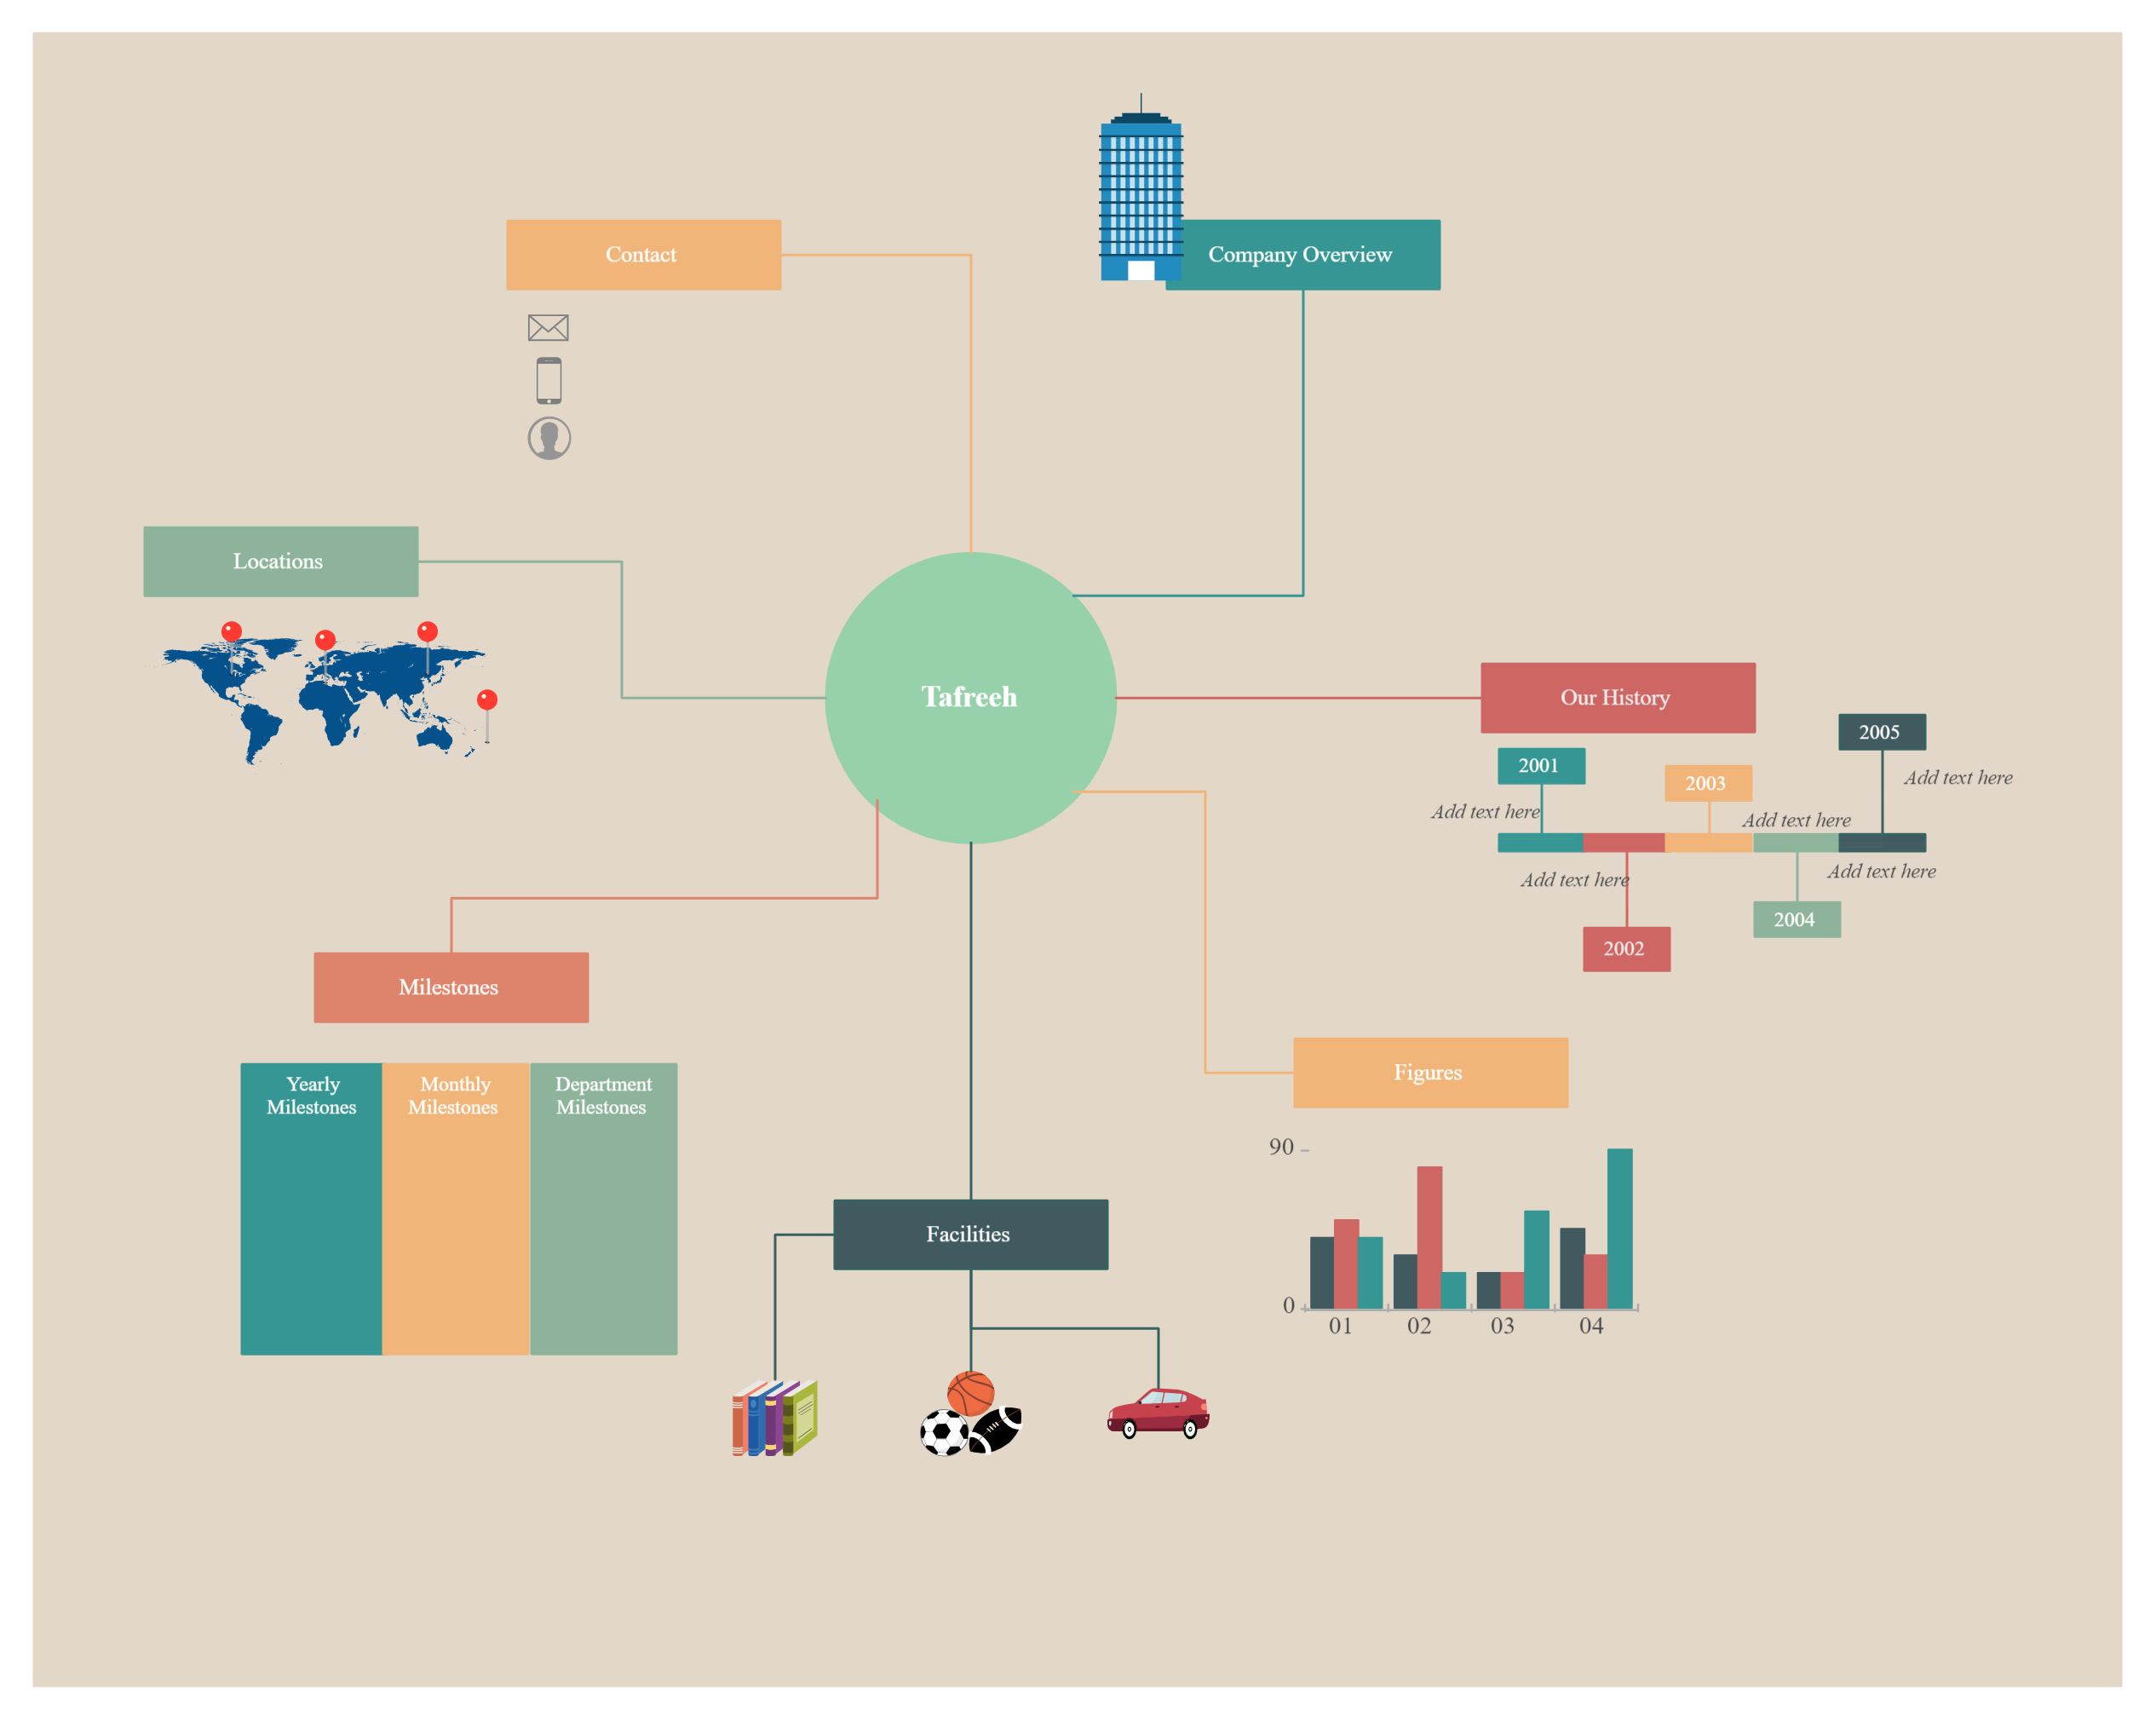 Contact
Company Overview
Locations
Tafreeh
Our History
2005
2001
2003
Add text here
Add text here
Add text here
Add text here
Add text here
2004
2002
Milestones
Yearly
Milestones
Monthly
Milestones
Department
Milestones
Figures
90
0
01
02
03
04
Facilities